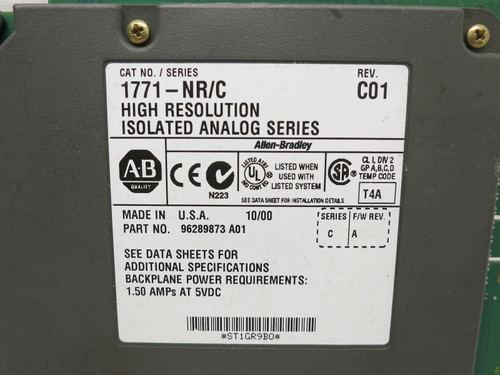 CAT NO. / SERIES REV.
1771-NR/C C01
HIGH RESOLUTION
ISOLATED ANALOG SERIES
Allen-Bradley
A-B
QUALITY
CE
N223
LISTED
UL
LISTED WHEN
USED WITH
LISTED SYSTEM
SA
CL I, DIV 2
GP A,B,C,D
TEMP CODE
T4A
SEE DATA SHEET FOR INSTALLATION DETAILS
MADE IN U.S.A. 10/00
PART NO. 96289873 A01
SERIES F/W REV.
C A
SEE DATA SHEETS FOR
ADDITIONAL SPECIFICATIONS
BACKPLANE POWER REQUIREMENTS:
1.50 AMPs AT 5VDC
*ST1GR9B0*